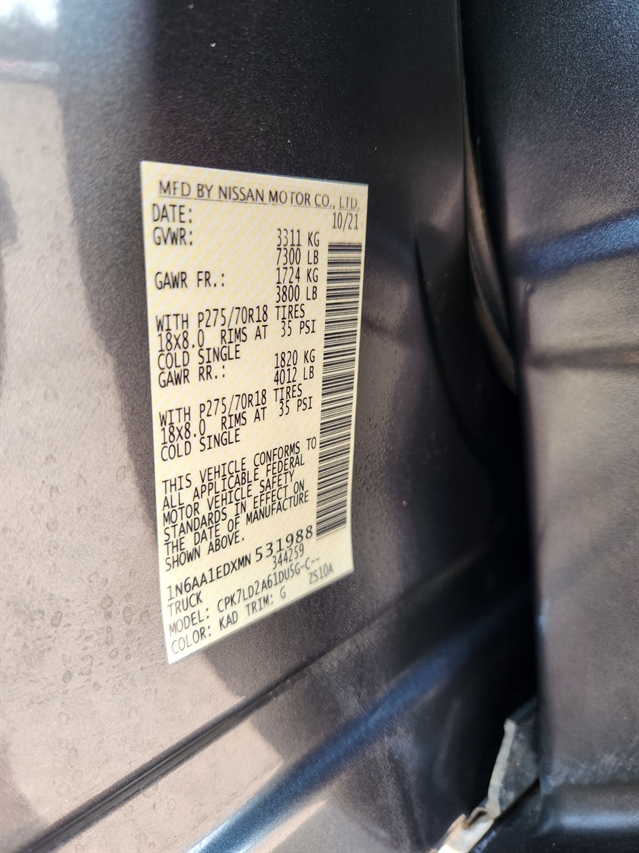 MFD BY NISSAN MOTOR CO., LTD.
DATE: 10/21
GVWR: 3311 KG
7300 LB
GAWR FR.: 1724 KG
3800 LB
WITH P275/70R18 TIRES
18X8.0 RIMS AT 35 PSI
COLD SINGLE
GAWR RR.: 1820 KG
4012 LB
WITH P275/70R18 TIRES
18X8.0 RIMS AT 35 PSI
COLD SINGLE
THIS VEHICLE CONFORMS TO
ALL APPLICABLE FEDERAL
MOTOR VEHICLE SAFETY
STANDARDS IN EFFECT ON
THE DATE OF MANUFACTURE
SHOWN ABOVE.
1N6AA1EDXMN 531988
TRUCK 344259
MODEL: CPK7LD2A61DU5G-C--
COLOR: KAD TRIM: G ZS10A